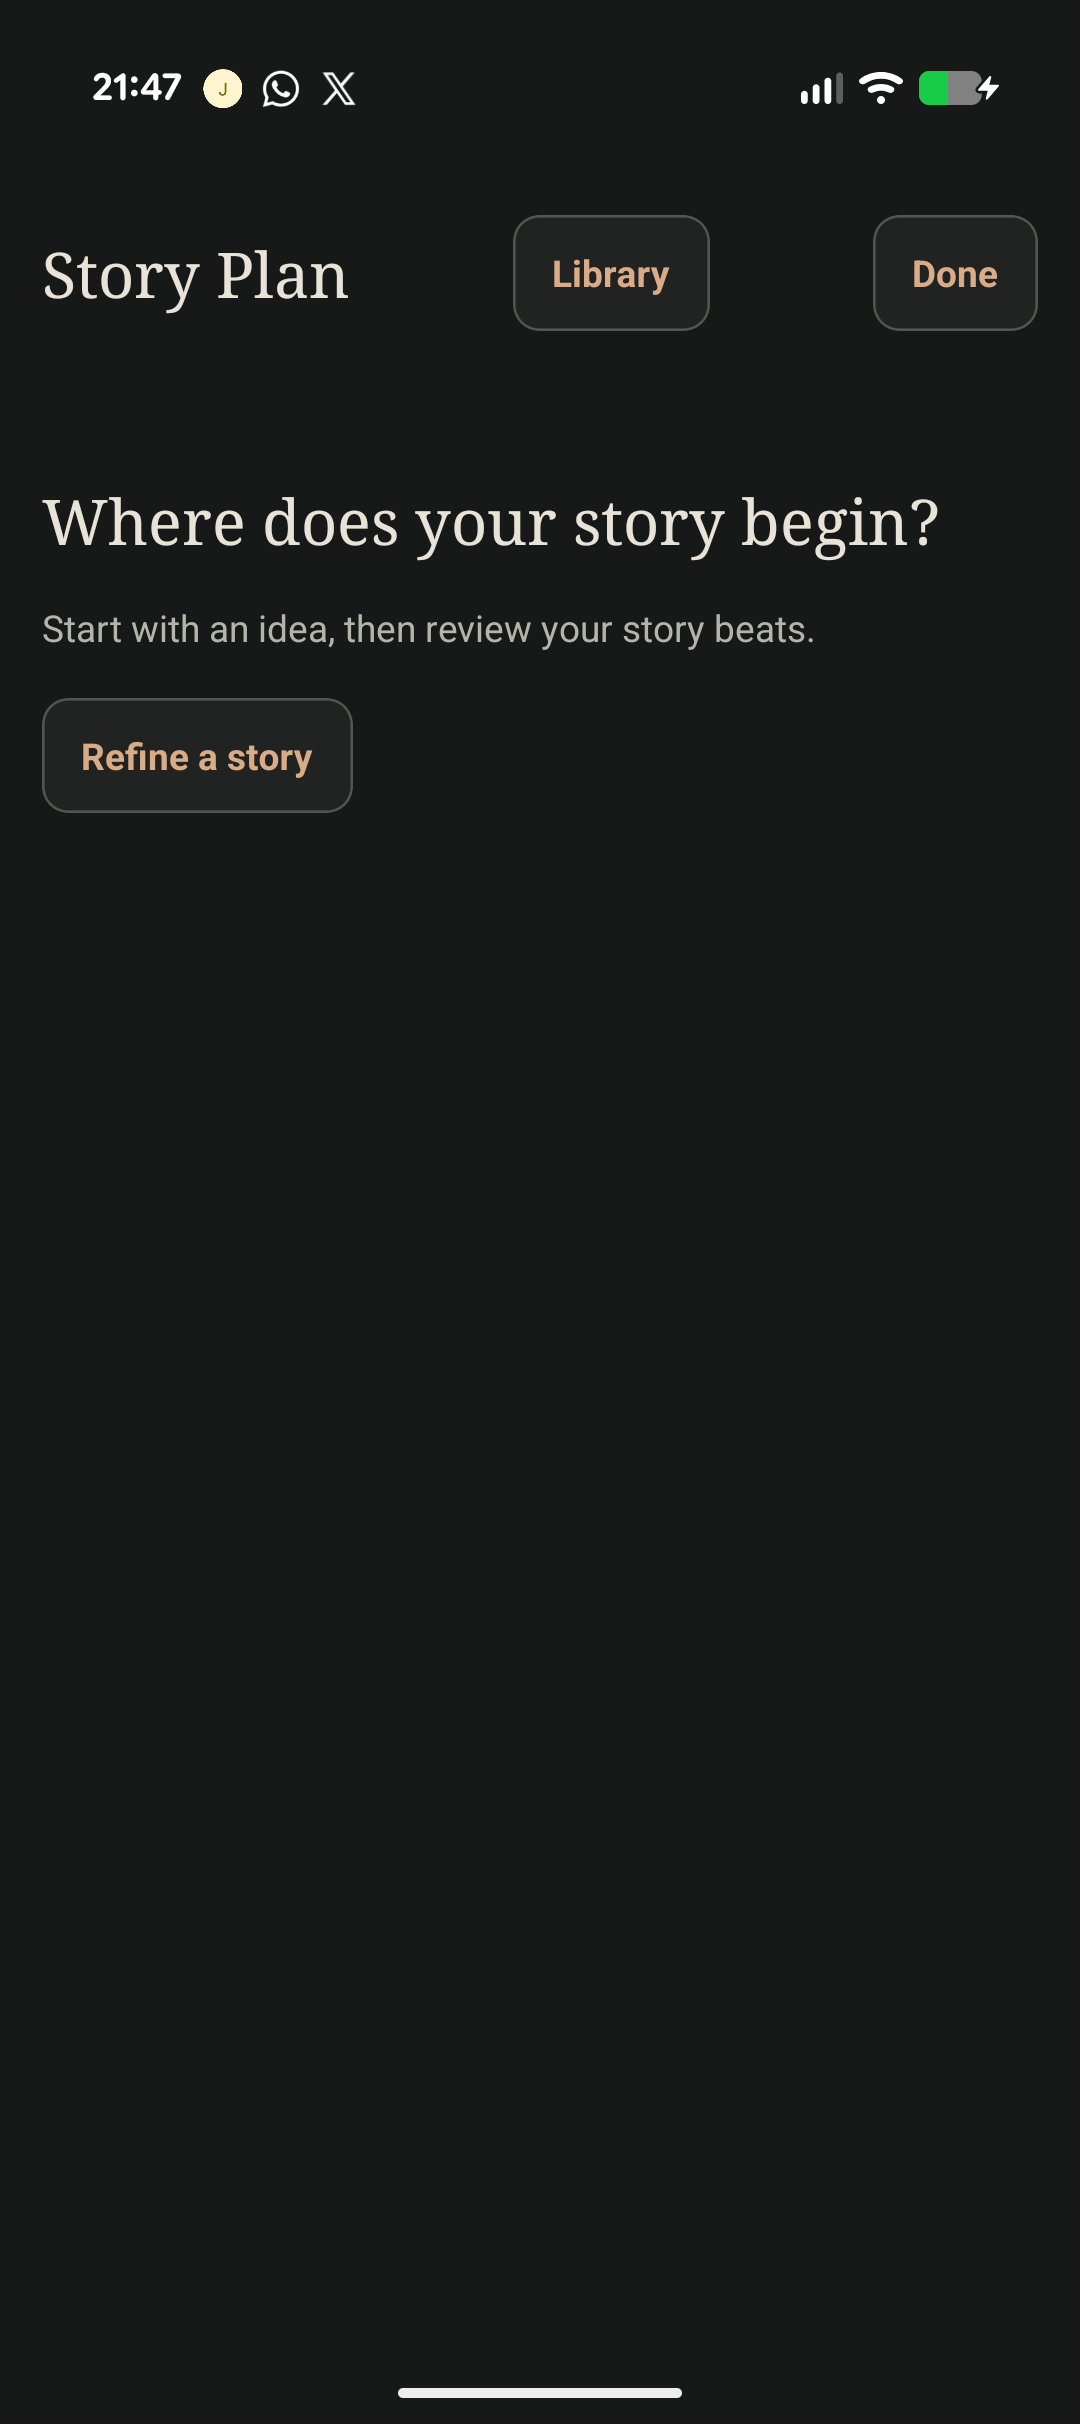 21:47 J
Story Plan Library Done
Where does your story begin?
Start with an idea, then review your story beats.
Refine a story